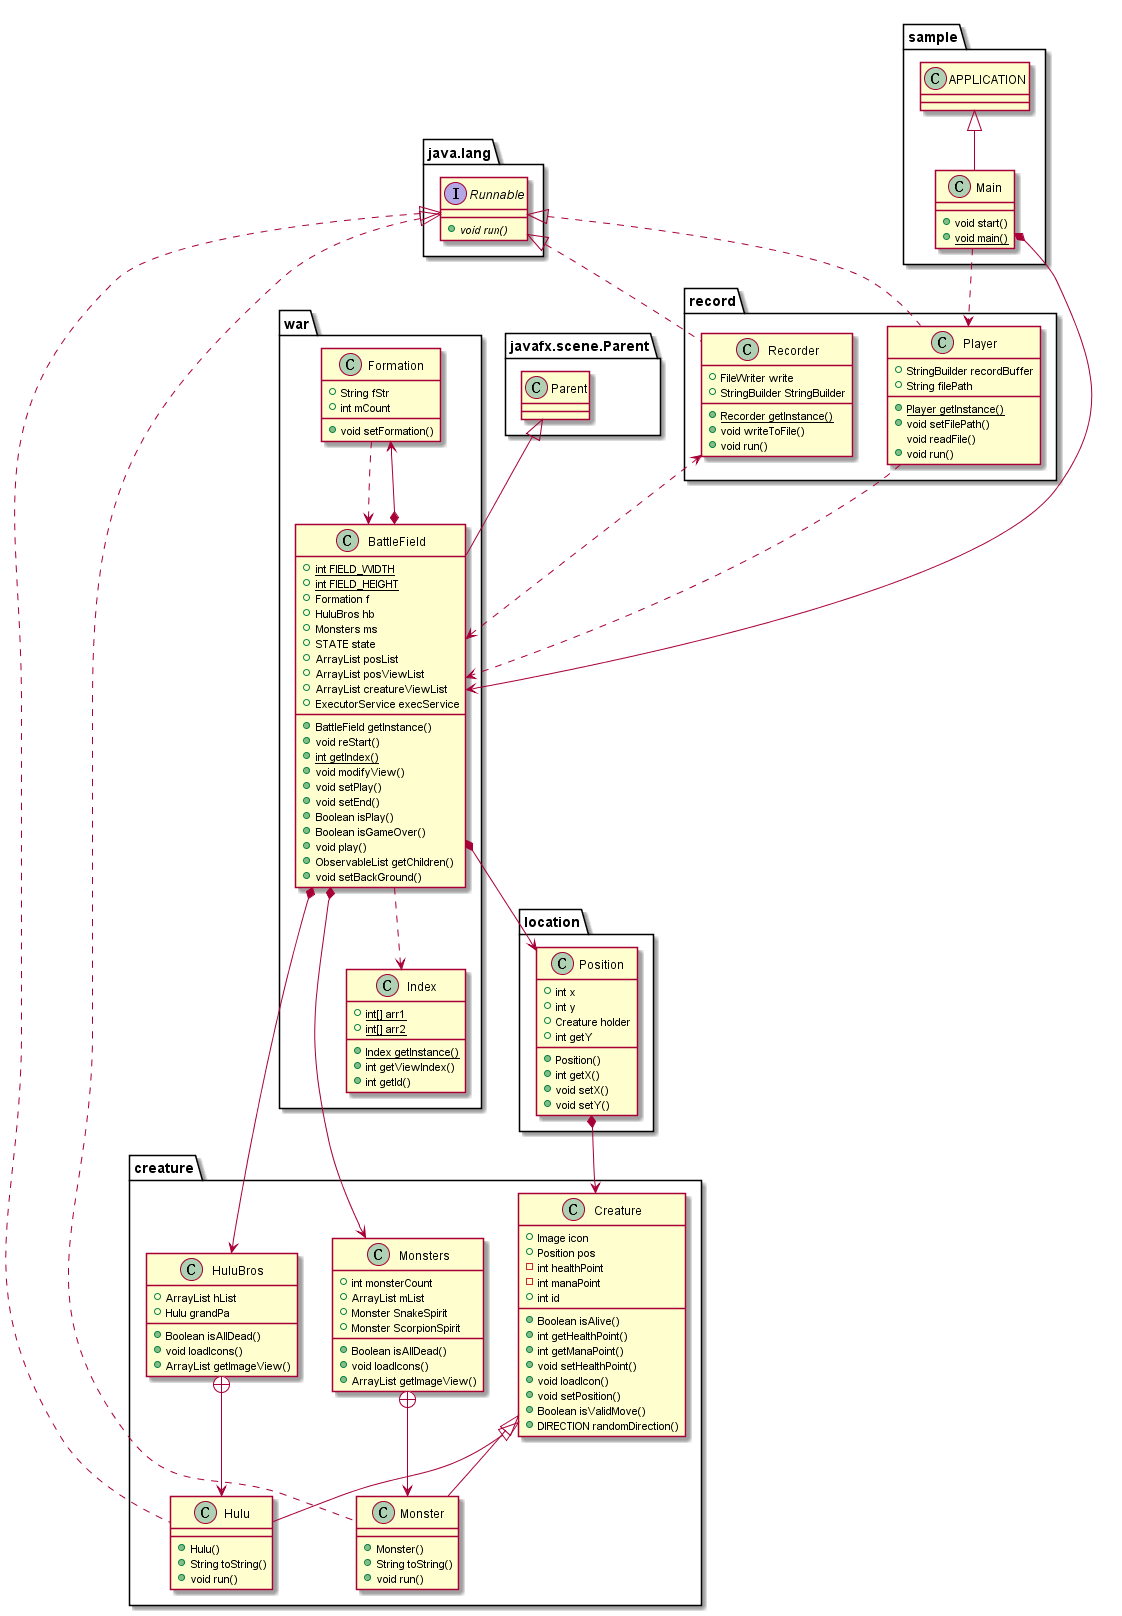 sample
C APPLICATION
C Main
void start()
void main()
java.lang
I Runnable
void run()
record
C Recorder
FileWriter write
StringBuilder StringBuilder
Recorder getInstance()
void writeToFile()
void run()
C Player
StringBuilder recordBuffer
String filePath
Player getInstance()
void setFilePath()
void readFile()
void run()
war
C Formation
String fStr
int mCount
void setFormation()
javafx.scene.Parent
C Parent
C BattleField
int FIELD_WIDTH
int FIELD_HEIGHT
Formation f
HuluBros hb
Monsters ms
STATE state
ArrayList posList
ArrayList posViewList
ArrayList creatureViewList
ExecutorService execService
BattleField getInstance()
void reStart()
int getIndex()
void modifyView()
void setPlay()
void setEnd()
Boolean isPlay()
Boolean isGameOver()
void play()
ObservableList getChildren()
void setBackGround()
C Index
int[] arr1
int[] arr2
Index getInstance()
int getViewIndex()
int getId()
location
C Position
int x
int y
Creature holder
int getY
Position()
int getX()
void setX()
void setY()
creature
C Creature
Image icon
Position pos
int healthPoint
int manaPoint
int id
Boolean isAlive()
int getHealthPoint()
int getManaPoint()
void setHealthPoint()
void loadIcon()
void setPosition()
Boolean isValidMove()
DIRECTION randomDirection()
C HuluBros
ArrayList hList
Hulu grandPa
Boolean isAllDead()
void loadIcons()
ArrayList getImageView()
C Monsters
int monsterCount
ArrayList mList
Monster SnakeSpirit
Monster ScorpionSpirit
Boolean isAllDead()
void loadIcons()
ArrayList getImageView()
C Hulu
Hulu()
String toString()
void run()
C Monster
Monster()
String toString()
void run()